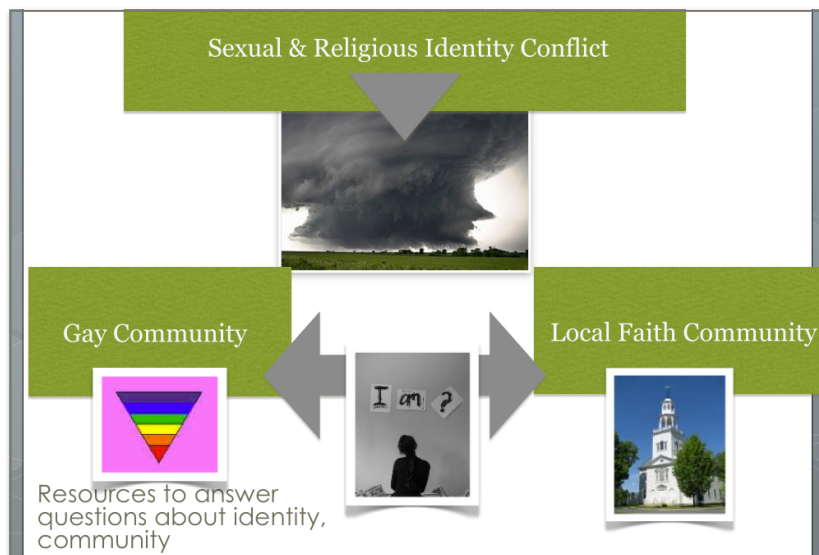 Sexual & Religious Identity Conflict
Gay Community
Local Faith Community
I am ?
Resources to answer
questions about identity,
community